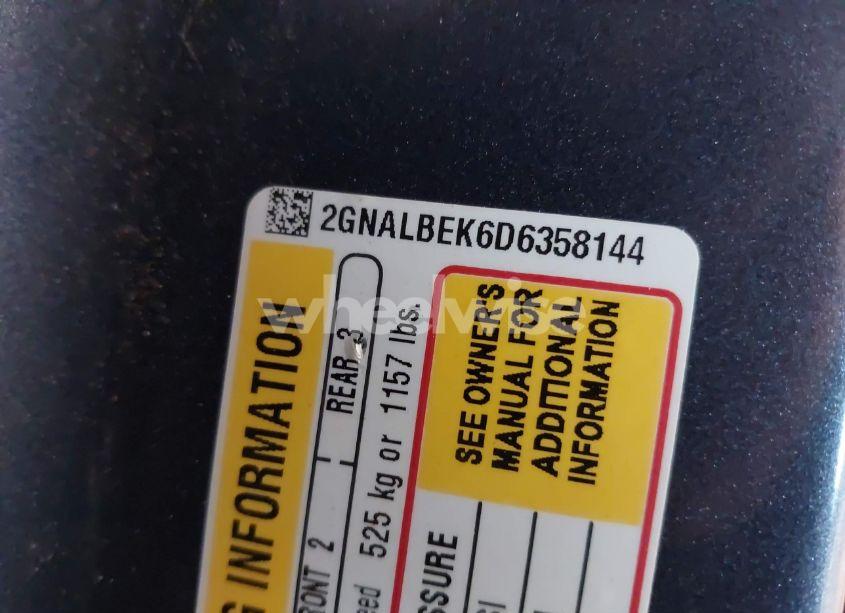 2GNALBEK6D6358144
wheelwise
G INFORMATION
RONT 2
REAR 3
eed 525 kg or 1157 lbs.
SEE OWNER'S
MANUAL FOR
ADDITIONAL
INFORMATION
SSURE